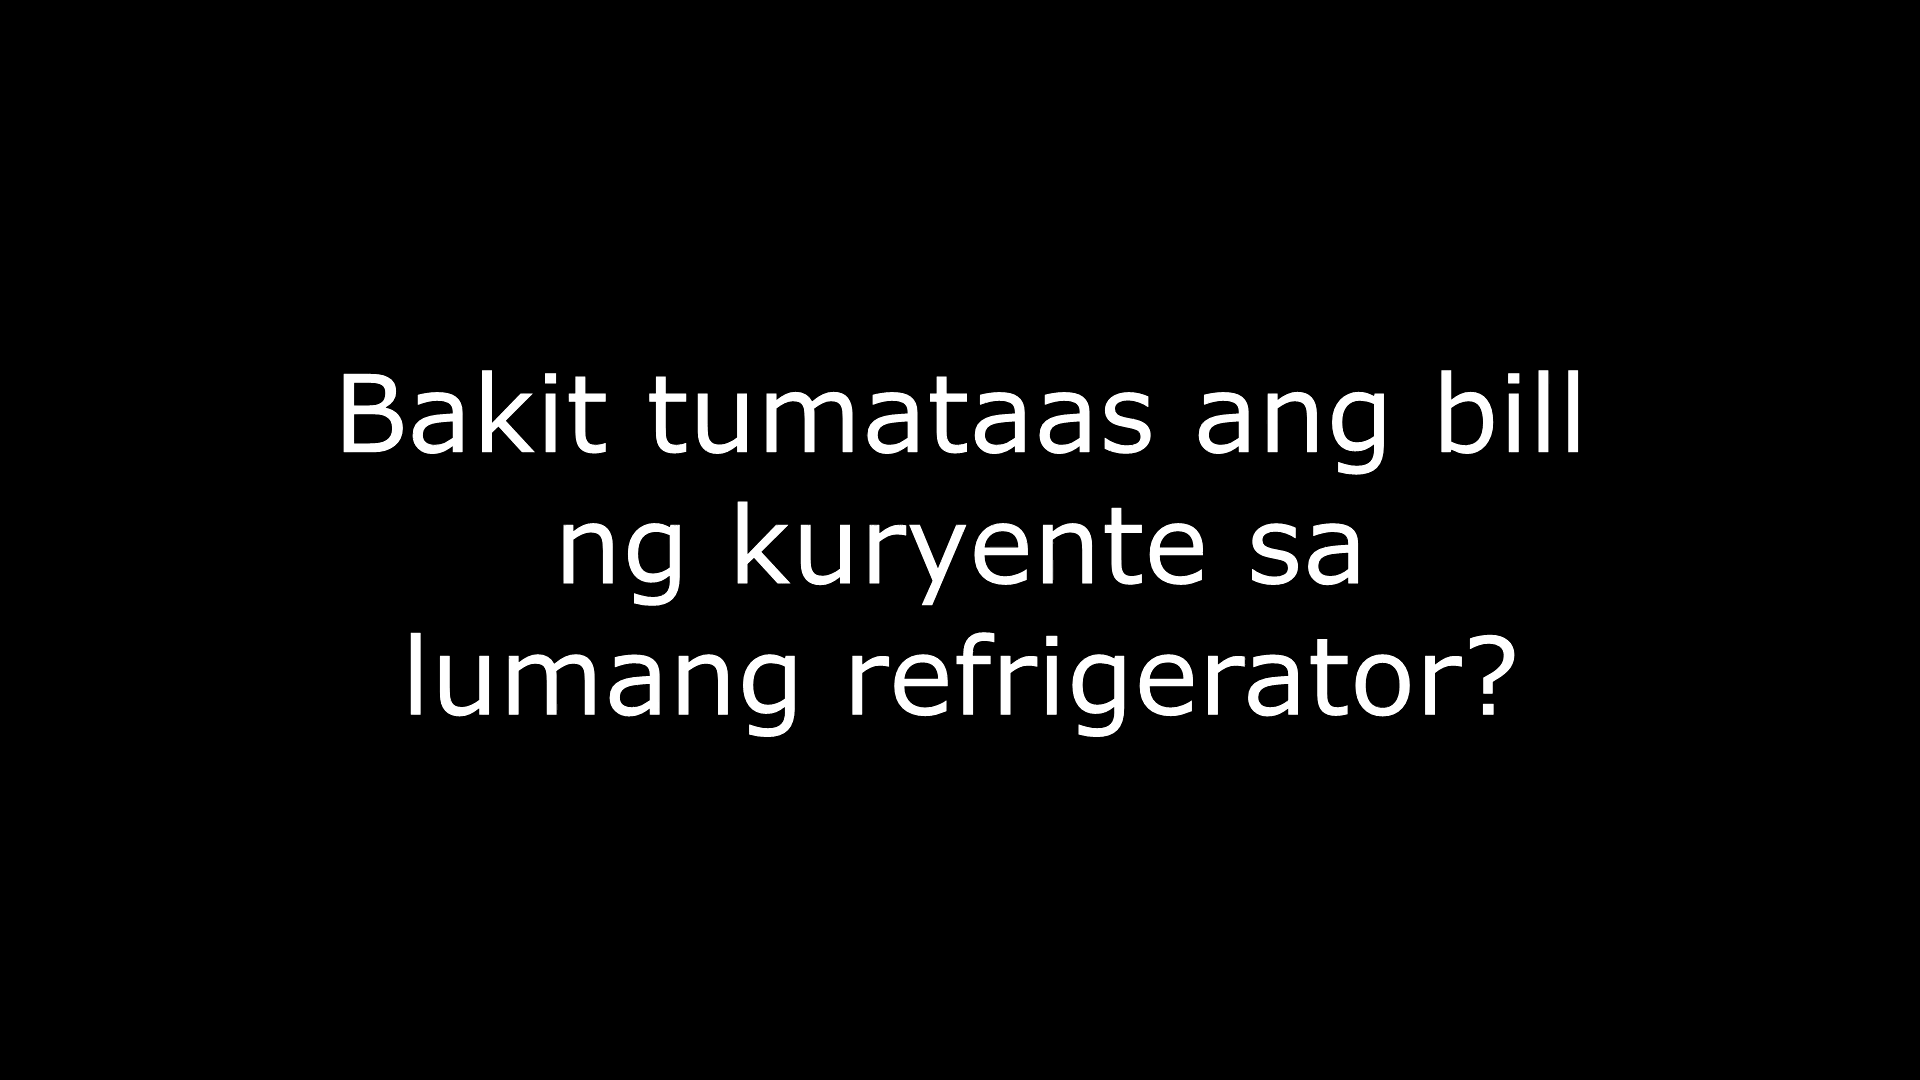 Bakit tumataas ang bill
ng kuryente sa
lumang refrigerator?